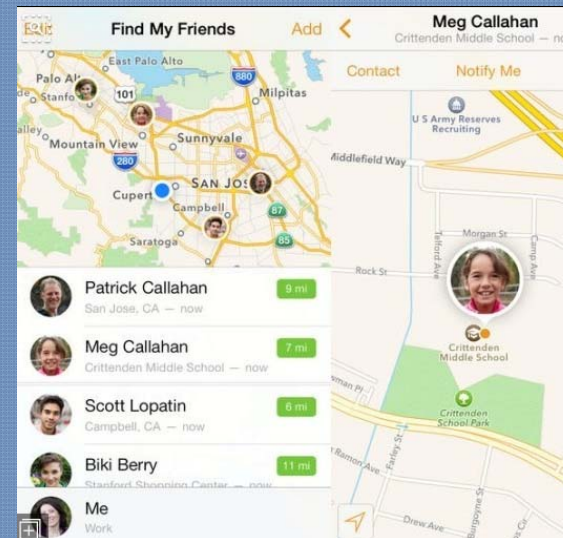 Edit
Find My Friends
Add
East Palo Alto
Palo
Stanfo
101
880
Milpitas
Mountain View
Sunnyvale
280
SAN JOS
Cupert
Campbell
87
85
Saratoga
Patrick Callahan
9 mi
San Jose, CA — now
Meg Callahan
7 mi
Crittenden Middle School — now
Scott Lopatin
6 mi
Campbell, CA — now
Biki Berry
11 mi
Stanford Shopping Center — now
Me
Work
Meg Callahan
Crittenden Middle School — no
Contact
Notify Me
U S Army Reserves
Recruiting
Middlefield Way
Telford Ave
Morgan St
Camp Ave
Rock St
Crittenden
Middle School
Crittenden
School Park
Farley St
Ramon Ave
Drew Ave
Burgoyne St